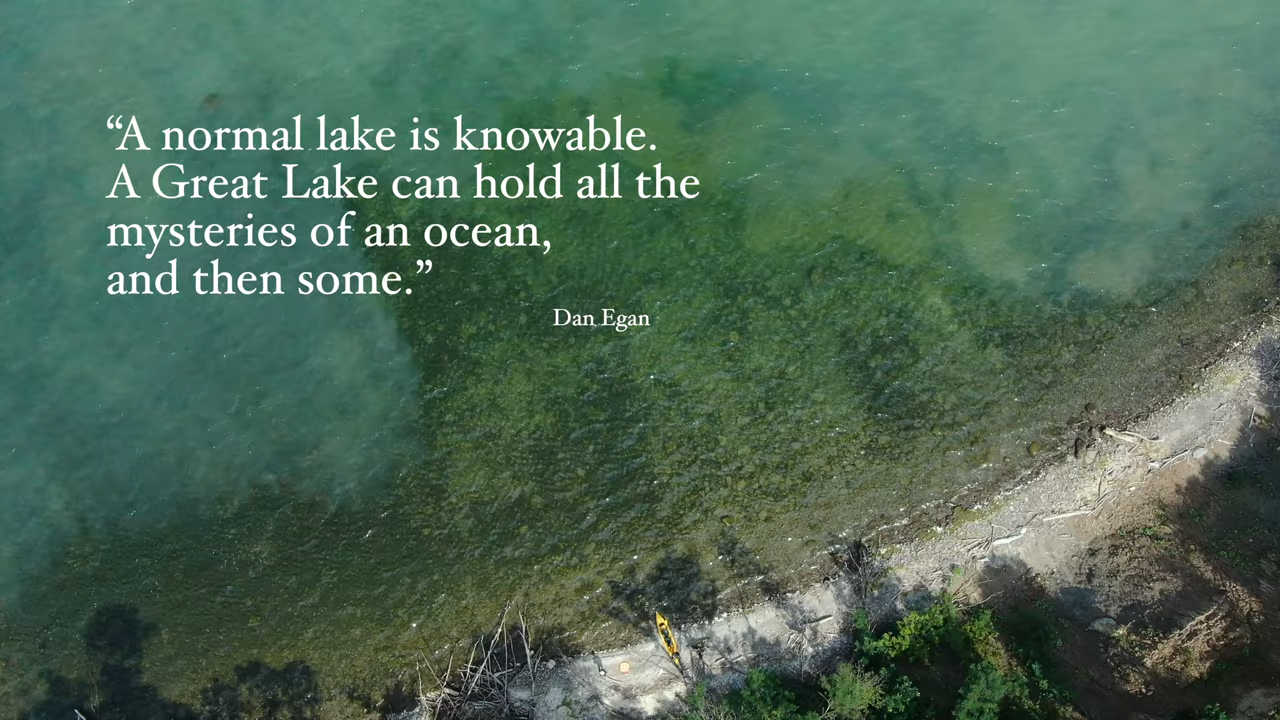 “A normal lake is knowable.
A Great Lake can hold all the
mysteries of an ocean,
and then some.”
Dan Egan